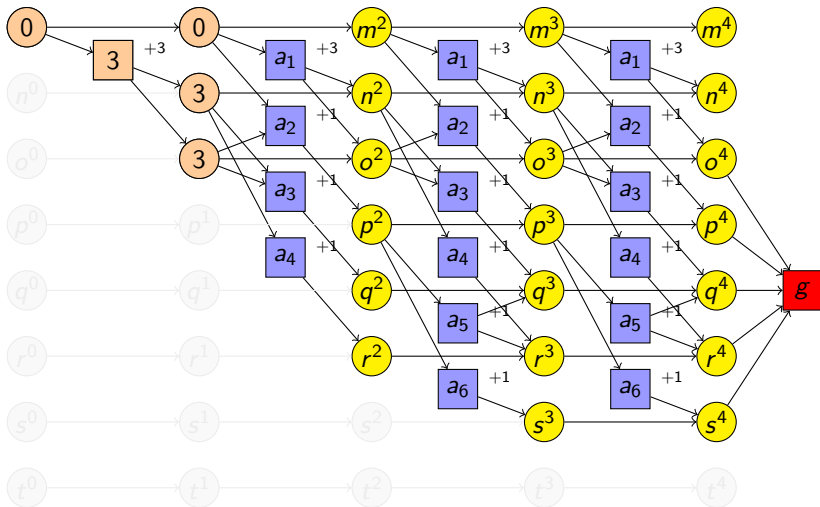 0 0 m² m³ m⁴
+3 +3 +3 +3
3 a₁ a₁ a₁
n⁰ 3 n² n³ n⁴
+1 +1 +1
a₂ a₂ a₂
o⁰ 3 o² o³ o⁴
+1 +1 +1
a₃ a₃ a₃
p⁰ p¹ p² p³ p⁴
+1 +1 +1
a₄ a₄ a₄
q⁰ q¹ q² q³ q⁴ g
+1 +1
a₅ a₅
r⁰ r¹ r² r³ r⁴
+1 +1
a₆ a₆
s⁰ s¹ s² s³ s⁴
t⁰ t¹ t² t³ t⁴